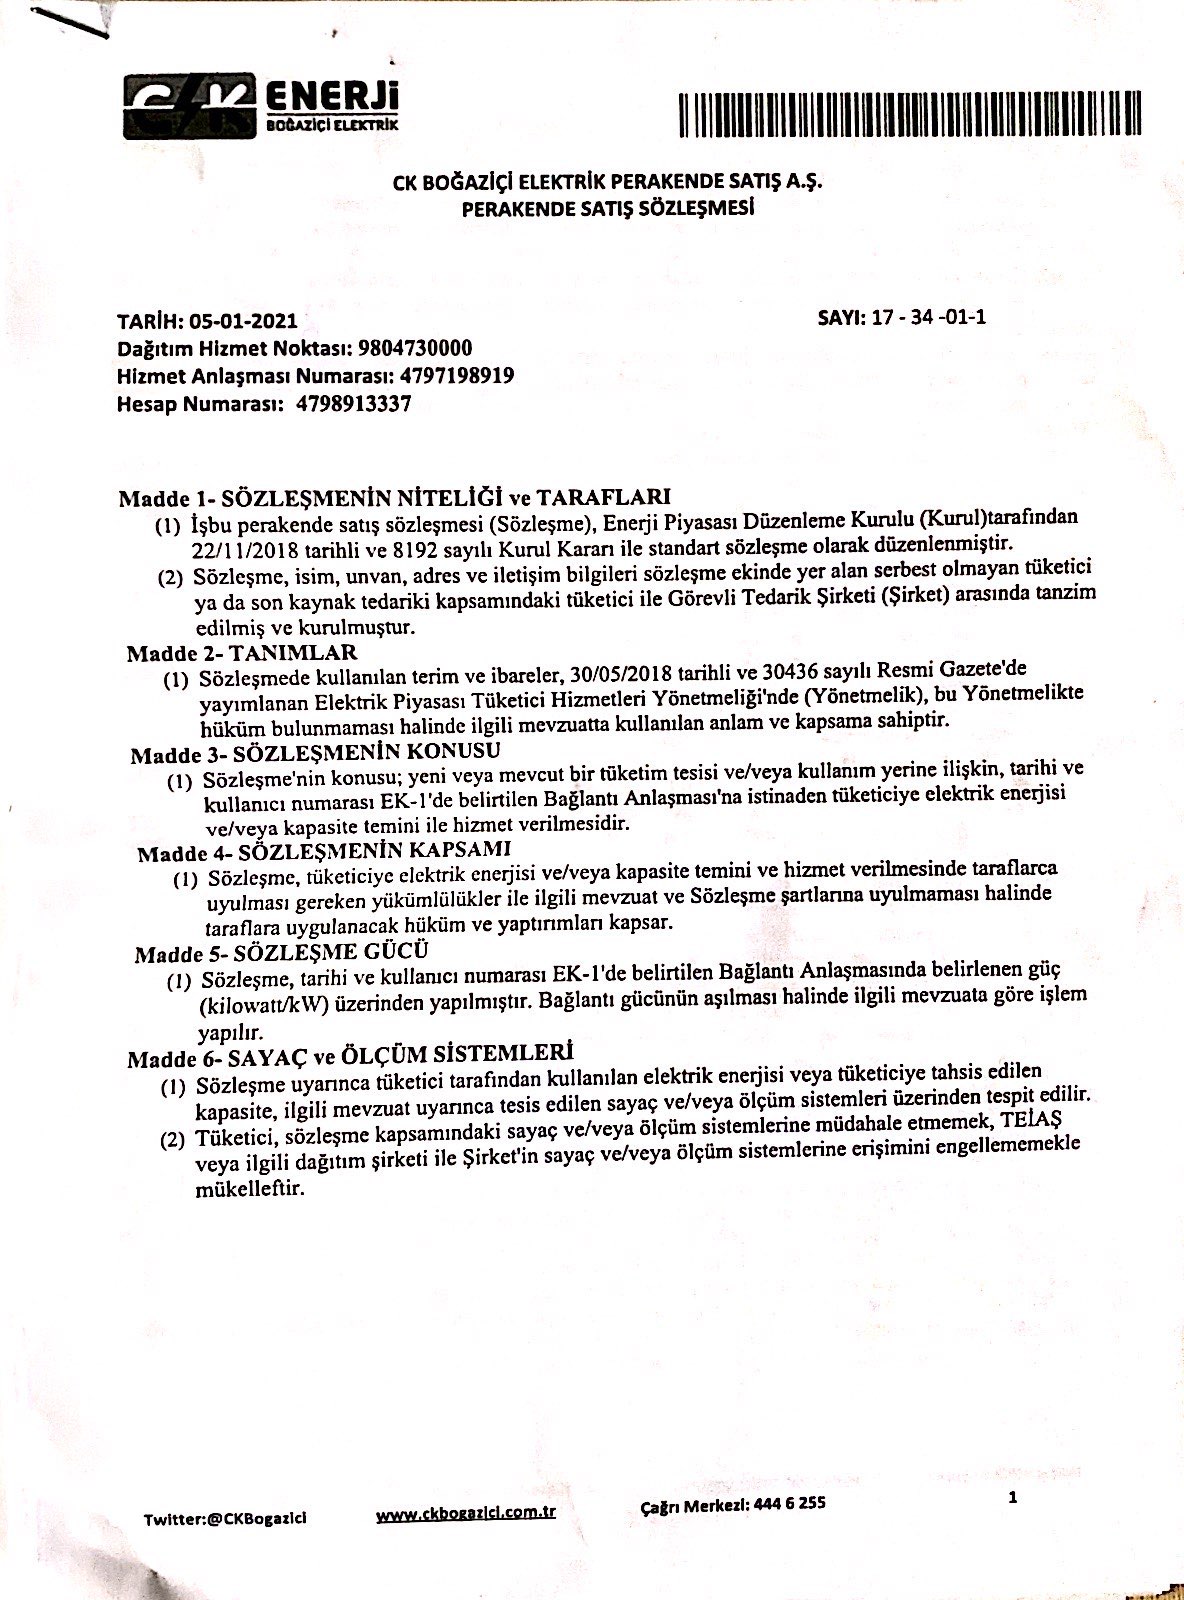 CK ENERJİ
BOĞAZİÇİ ELEKTRİK
CK BOĞAZİÇİ ELEKTRİK PERAKENDE SATIŞ A.Ş.
PERAKENDE SATIŞ SÖZLEŞMESİ
TARİH: 05-01-2021
SAYI: 17 - 34 -01-1
Dağıtım Hizmet Noktası: 9804730000
Hizmet Anlaşması Numarası: 4797198919
Hesap Numarası: 4798913337
Madde 1- SÖZLEŞMENİN NİTELİĞİ ve TARAFLARI
(1) İşbu perakende satış sözleşmesi (Sözleşme), Enerji Piyasası Düzenleme Kurulu (Kurul)tarafından
22/11/2018 tarihli ve 8192 sayılı Kurul Kararı ile standart sözleşme olarak düzenlenmiştir.
(2) Sözleşme, isim, unvan, adres ve iletişim bilgileri sözleşme ekinde yer alan serbest olmayan tüketici
ya da son kaynak tedariki kapsamındaki tüketici ile Görevli Tedarik Şirketi (Şirket) arasında tanzim
edilmiş ve kurulmuştur.
Madde 2- TANIMLAR
(1) Sözleşmede kullanılan terim ve ibareler, 30/05/2018 tarihli ve 30436 sayılı Resmi Gazete'de
yayımlanan Elektrik Piyasası Tüketici Hizmetleri Yönetmeliği'nde (Yönetmelik), bu Yönetmelikte
hüküm bulunmaması halinde ilgili mevzuatta kullanılan anlam ve kapsama sahiptir.
Madde 3- SÖZLEŞMENİN KONUSU
(1) Sözleşme'nin konusu; yeni veya mevcut bir tüketim tesisi ve/veya kullanım yerine ilişkin, tarihi ve
kullanıcı numarası EK-1'de belirtilen Bağlantı Anlaşması'na istinaden tüketiciye elektrik enerjisi
ve/veya kapasite temini ile hizmet verilmesidir.
Madde 4- SÖZLEŞMENİN KAPSAMI
(1) Sözleşme, tüketiciye elektrik enerjisi ve/veya kapasite temini ve hizmet verilmesinde taraflarca
uyulması gereken yükümlülükler ile ilgili mevzuat ve Sözleşme şartlarına uyulmaması halinde
taraflara uygulanacak hüküm ve yaptırımları kapsar.
Madde 5- SÖZLEŞME GÜCÜ
(1) Sözleşme, tarihi ve kullanıcı numarası EK-1'de belirtilen Bağlantı Anlaşmasında belirlenen güç
(kilowatt/kW) üzerinden yapılmıştır. Bağlantı gücünün aşılması halinde ilgili mevzuata göre işlem
yapılır.
Madde 6- SAYAÇ ve ÖLÇÜM SİSTEMLERİ
(1) Sözleşme uyarınca tüketici tarafından kullanılan elektrik enerjisi veya tüketiciye tahsis edilen
kapasite, ilgili mevzuat uyarınca tesis edilen sayaç ve/veya ölçüm sistemleri üzerinden tespit edilir.
(2) Tüketici, sözleşme kapsamındaki sayaç ve/veya ölçüm sistemlerine müdahale etmemek, TEİAŞ
veya ilgili dağıtım şirketi ile Şirket'in sayaç ve/veya ölçüm sistemlerine erişimini engellememekle
mükelleftir.
Twitter:@CKBogazici www.ckbogazici.com.tr Çağrı Merkezi: 444 6 255 1